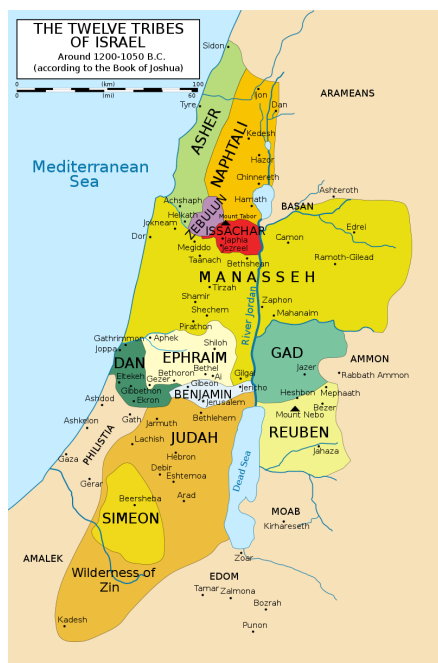 THE TWELVE TRIBES
OF ISRAEL
Around 1200-1050 B.C.
(according to the Book of Joshua)
0 (km) 100
0 (mi) 60
Sidon
ARAMEANS
Ijon
Dan
Tyre
ASHER
NAPHTALI
Kedesh
Hazor
Mediterranean
Sea
Chinnereth
Ashteroth
Achshaph
Hamath
BASAN
Helkath
ZEBULUN
Mount Tabor
Jokneam
ISSACHAR
Edrei
Dor
Japhia
Jezreel
Camon
Megiddo
Taanach
Bethshean
Ramoth-Gilead
MANASSEH
Tirzah
Shamir
Zaphon
Shechem
Mahanaim
Pirathon
River Jordan
Gathrimmon
Joppa
Aphek
Shiloh
DAN
EPHRAIM
GAD
AMMON
Eltekeh
Bethoron
Bethel
Ai
Gilgal
Jazer
Rabbath Ammon
Gezer
Gibeon
Jericho
Gibbethon
BENJAMIN
Heshbon
Mephaath
Ashdod
Ekron
Jerusalem
Bezer
Mount Nebo
Ashkelon
Gath
Jarmuth
Bethlehem
PHILISTIA
Lachish
JUDAH
REUBEN
Jahaza
Gaza
Hebron
Dead Sea
Debir
Eshtemoa
Gerar
Beersheba
Arad
SIMEON
MOAB
Kirhareseth
AMALEK
Zoar
Wilderness of
Zin
EDOM
Tamar
Zalmona
Bozrah
Kadesh
Punon